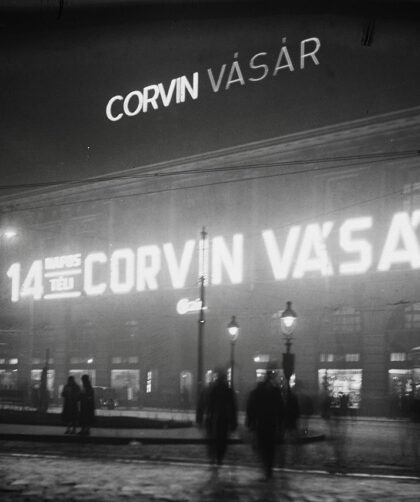 CORVIN VÁSÁR
14 NAPOS TÉLI CORVIN VÁSÁ